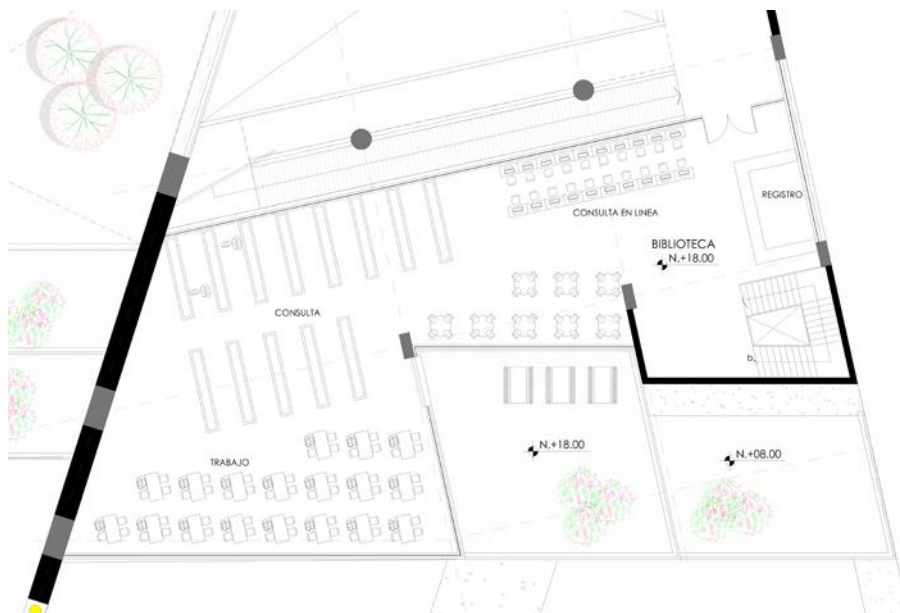 REGISTRO
CONSULTA EN LINEA
BIBLIOTECA
N.+18.00
CONSULTA
b.
N.+18.00
N.+08.00
TRABAJO